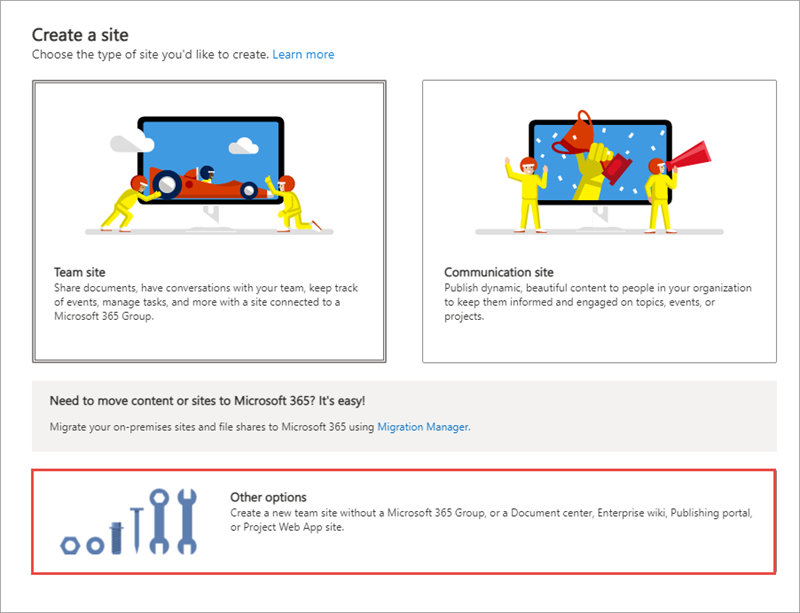 Create a site
Choose the type of site you'd like to create. Learn more
Team site
Share documents, have conversations with your team, keep track
of events, manage tasks, and more with a site connected to a
Microsoft 365 Group.
Communication site
Publish dynamic, beautiful content to people in your organization
to keep them informed and engaged on topics, events, or
projects.
Need to move content or sites to Microsoft 365? It's easy!
Migrate your on-premises sites and file shares to Microsoft 365 using Migration Manager.
Other options
Create a new team site without a Microsoft 365 Group, or a Document center, Enterprise wiki, Publishing portal,
or Project Web App site.